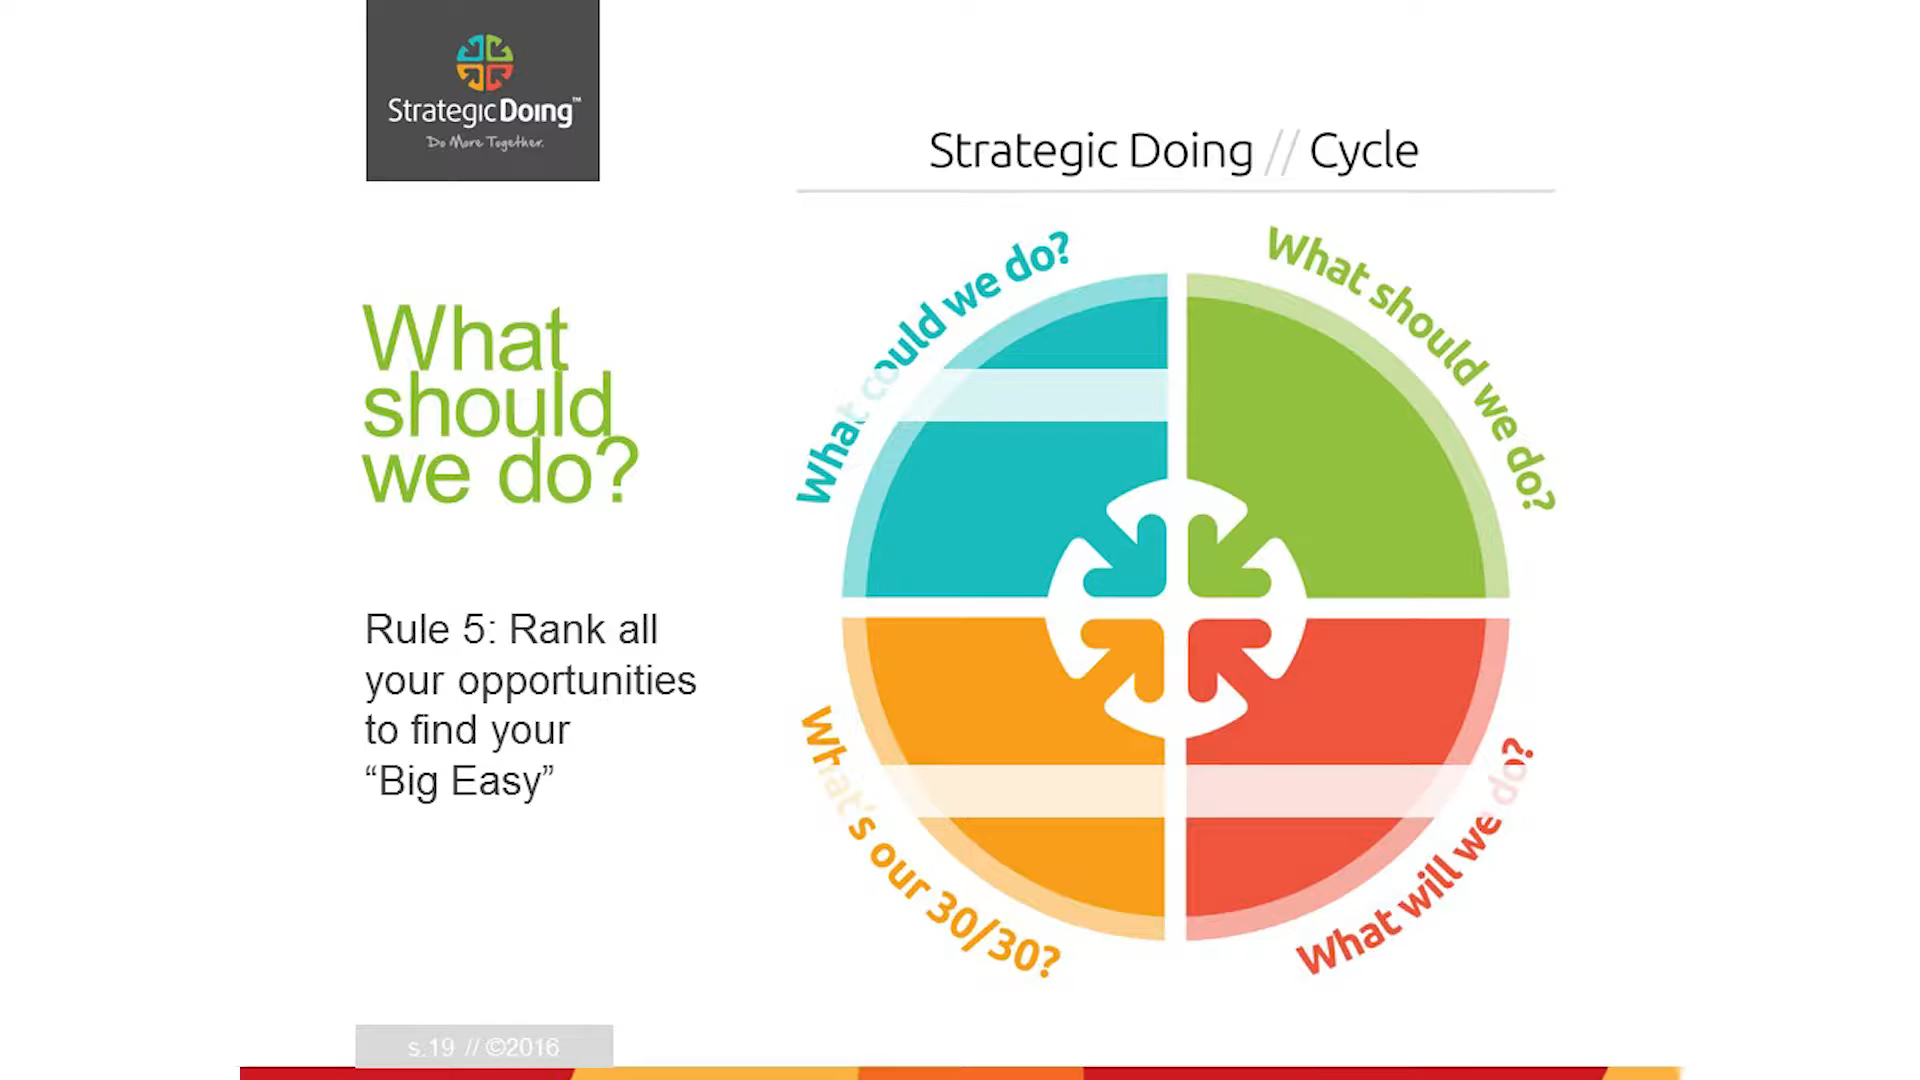 StrategicDoing™
Do More Together.
Strategic Doing // Cycle
What could we do?
What should we do?
What
should
we do?
Rule 5: Rank all
your opportunities
to find your
“Big Easy”
What's our 30/30?
What will we do?
s.19 // ©2016